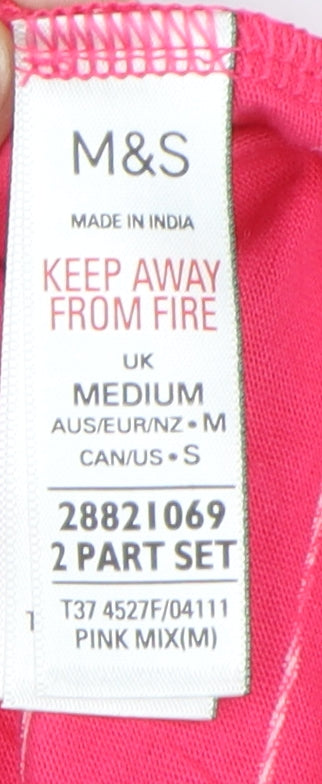 M&S
MADE IN INDIA
KEEP AWAY
FROM FIRE
UK
MEDIUM
AUS/EUR/NZ • M
CAN/US • S
28821069
2 PART SET
T37 4527F/04111
PINK MIX(M)